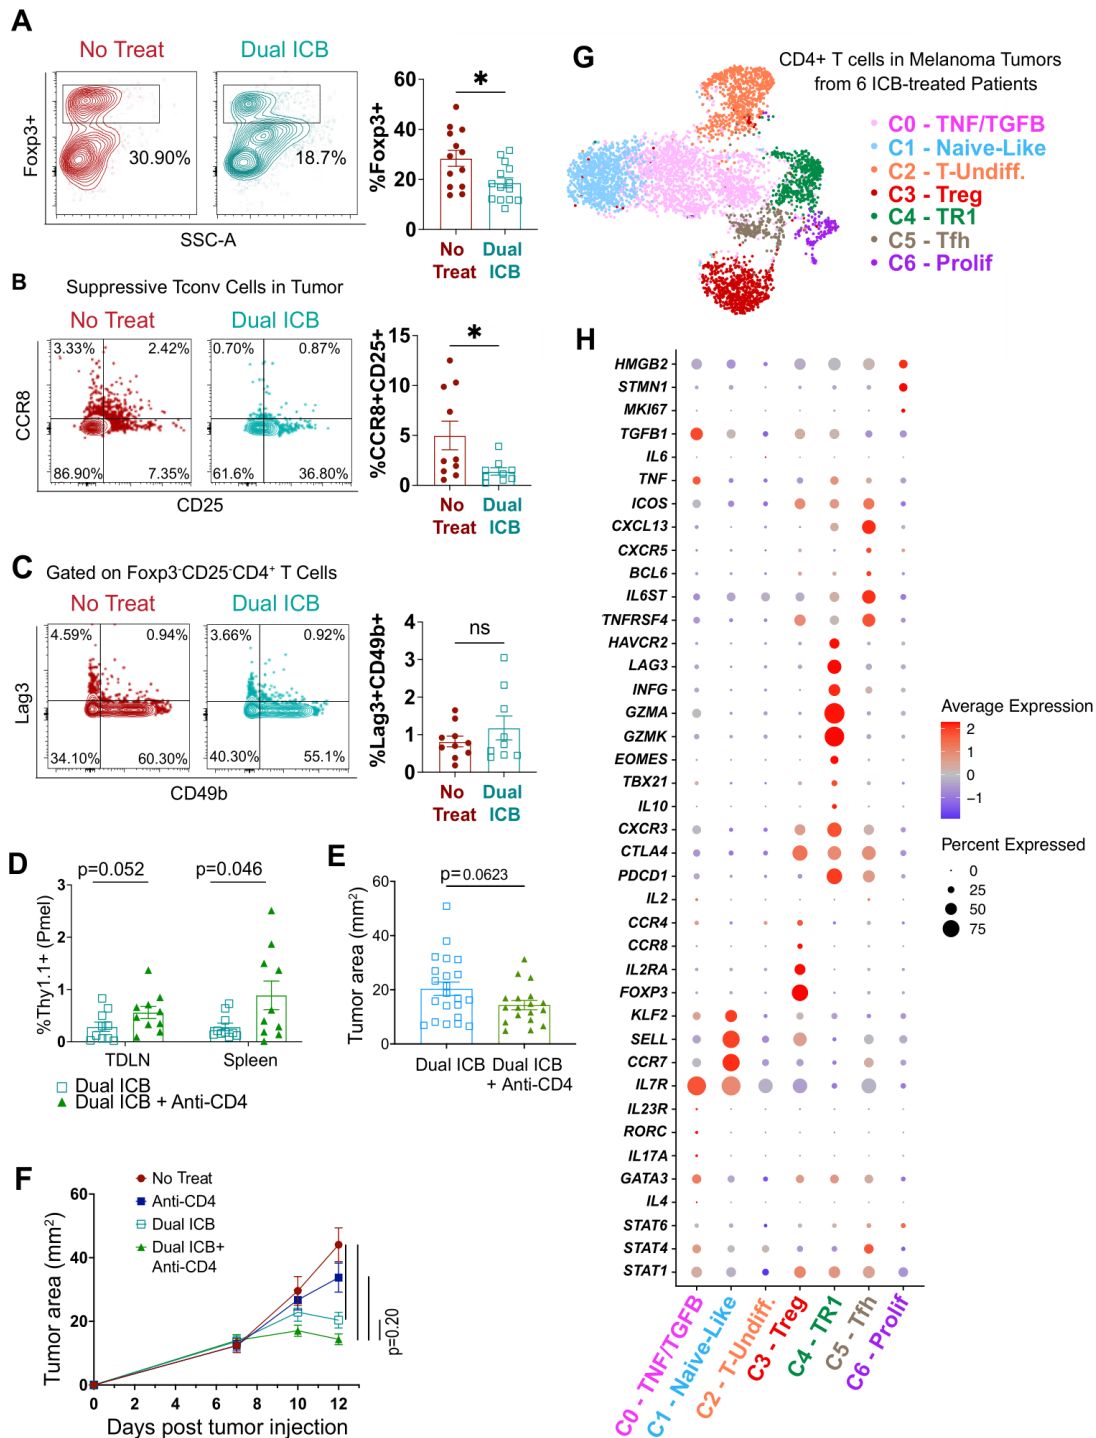 A
No Treat
Dual ICB
Foxp3+
30.90%
18.7%
SSC-A
%Foxp3+
60
40
20
0
*
No
Treat
Dual
ICB
B
Suppressive Tconv Cells in Tumor
No Treat
Dual ICB
CCR8
3.33%
2.42%
86.90%
7.35%
0.70%
0.87%
61.6%
36.80%
CD25
%CCR8+CD25+
15
10
5
0
*
No
Treat
Dual
ICB
C
Gated on Foxp3-CD25-CD4+ T Cells
No Treat
Dual ICB
Lag3
4.59%
0.94%
34.10%
60.30%
3.66%
0.92%
40.30%
55.1%
CD49b
%Lag3+CD49b+
4
3
2
1
0
ns
No
Treat
Dual
ICB
D
p=0.052
p=0.046
%Thy1.1+ (Pmel)
3
2
1
0
TDLN
Spleen
Dual ICB
Dual ICB + Anti-CD4
E
p=0.0623
Tumor area (mm2)
60
40
20
0
Dual ICB
Dual ICB
+ Anti-CD4
F
No Treat
Anti-CD4
Dual ICB
Dual ICB+
Anti-CD4
Tumor area (mm2)
60
40
20
0
0
2
4
6
8
10
12
Days post tumor injection
p=0.20
G
CD4+ T cells in Melanoma Tumors
from 6 ICB-treated Patients
C0 - TNF/TGFB
C1 - Naive-Like
C2 - T-Undiff.
C3 - Treg
C4 - TR1
C5 - Tfh
C6 - Prolif
H
HMGB2
STMN1
MKI67
TGFB1
IL6
TNF
ICOS
CXCL13
CXCR5
BCL6
IL6ST
TNFRSF4
HAVCR2
LAG3
INFG
GZMA
GZMK
EOMES
TBX21
IL10
CXCR3
CTLA4
PDCD1
IL2
CCR4
CCR8
IL2RA
FOXP3
KLF2
SELL
CCR7
IL7R
IL23R
RORC
IL17A
GATA3
IL4
STAT6
STAT4
STAT1
C0 - TNF/TGFB
C1 - Naive-Like
C2 - T-Undiff.
C3 - Treg
C4 - TR1
C5 - Tfh
C6 - Prolif
Average Expression
2
1
0
−1
Percent Expressed
0
25
50
75